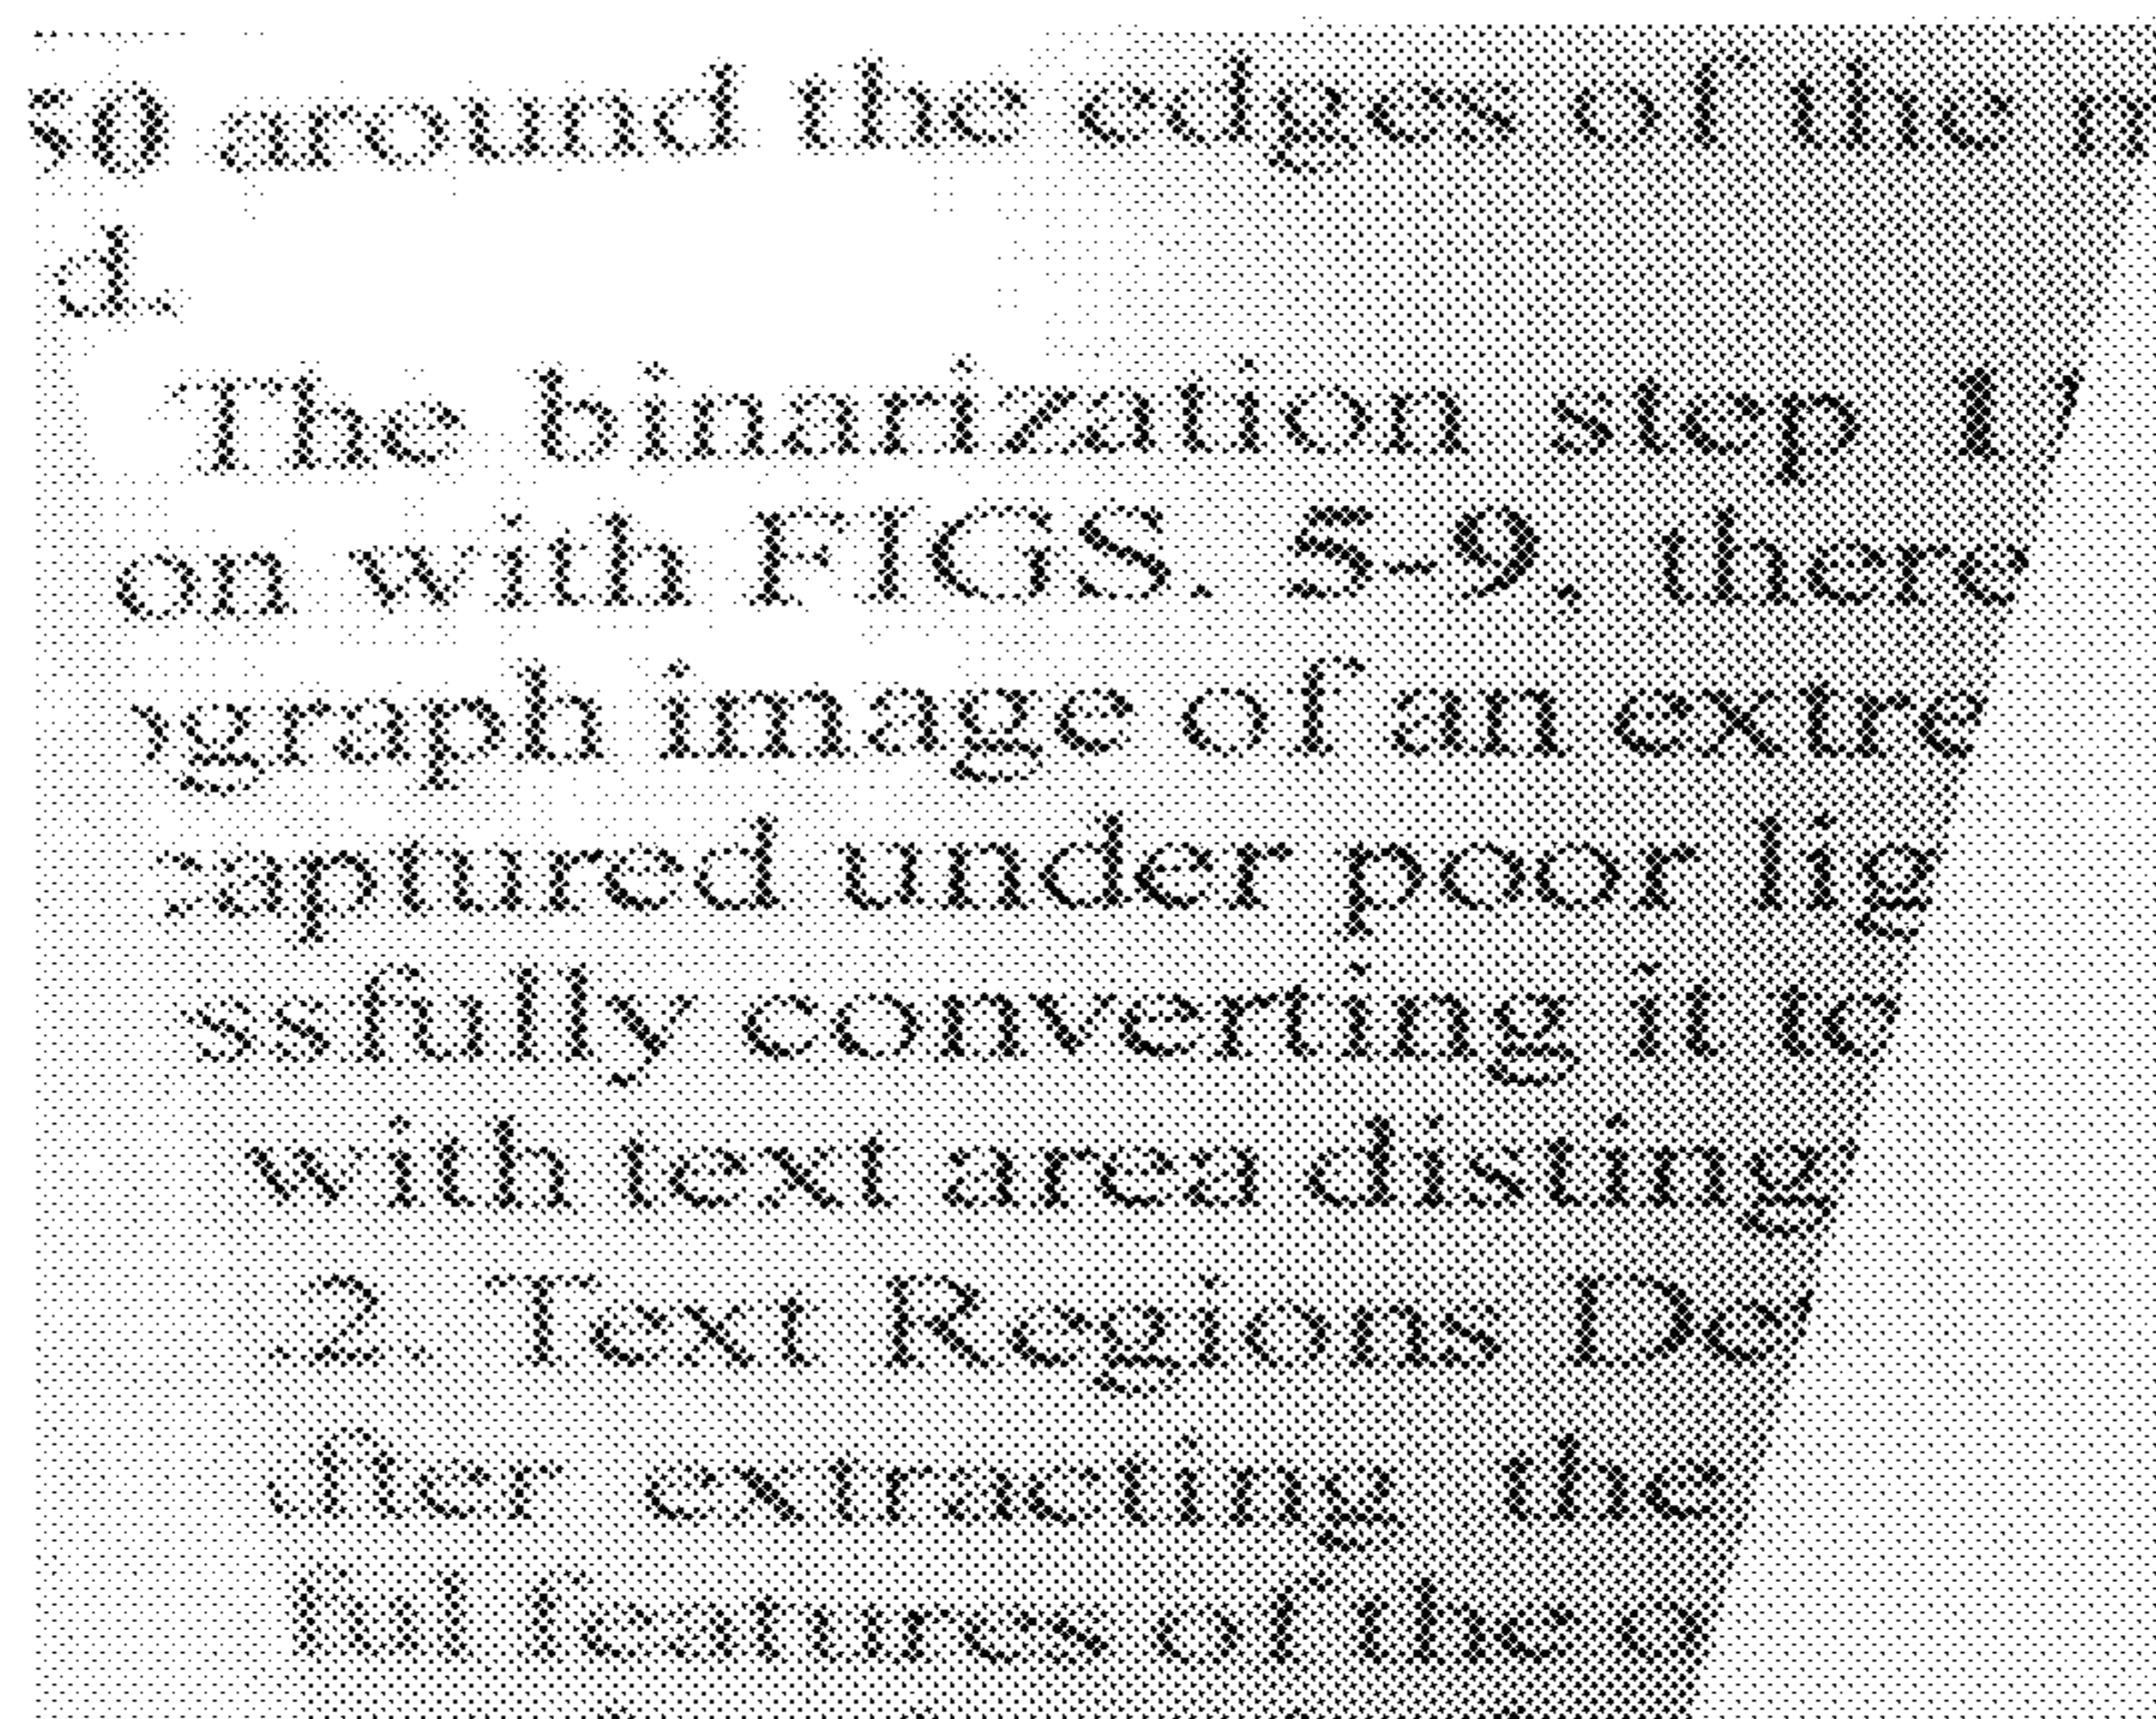 50 around the edges of the
d.
The binarization step
on with FIGS. 5-9, there
graph image of an extre
captured under poor lig
ssfully converting it to
with text area disting
.2. Text Regions De
after extracting the
ful features of the o